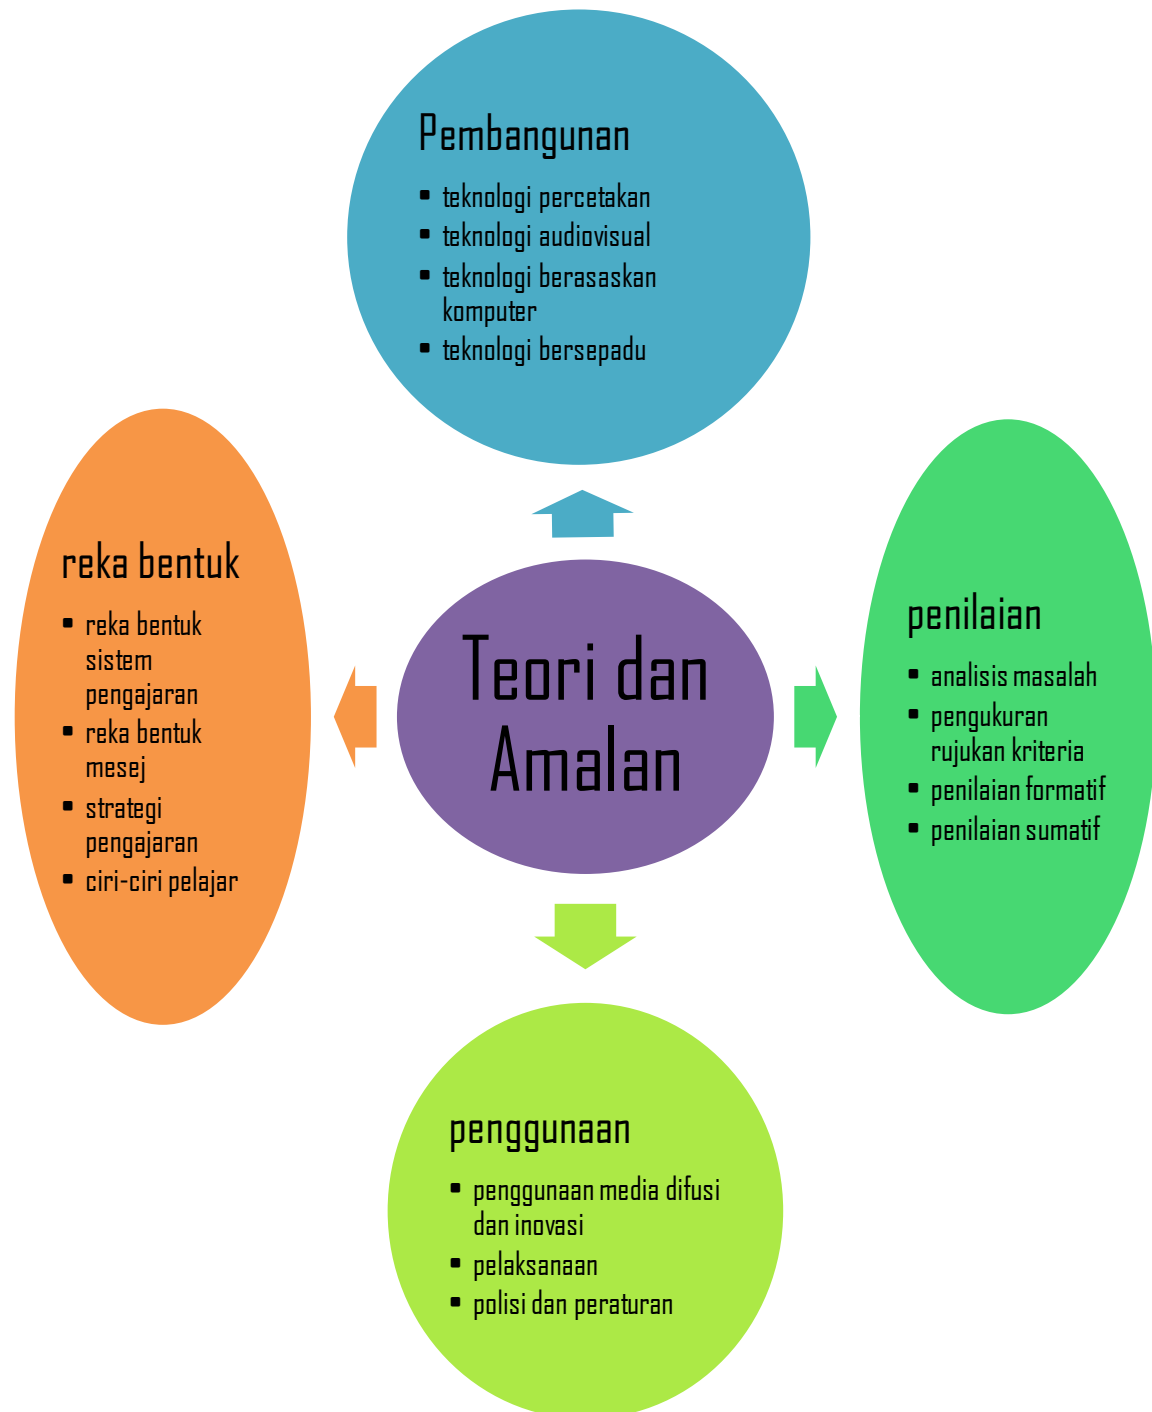 Pembangunan
▪ teknologi percetakan
▪ teknologi audiovisual
▪ teknologi berasaskan
komputer
▪ teknologi bersepadu
reka bentuk
▪ reka bentuk
sistem
pengajaran
▪ reka bentuk
mesej
▪ strategi
pengajaran
▪ ciri-ciri pelajar
Teori dan
Amalan
penilaian
▪ analisis masalah
▪ pengukuran
rujukan kriteria
▪ penilaian formatif
▪ penilaian sumatif
penggunaan
▪ penggunaan media difusi
dan inovasi
▪ pelaksanaan
▪ polisi dan peraturan